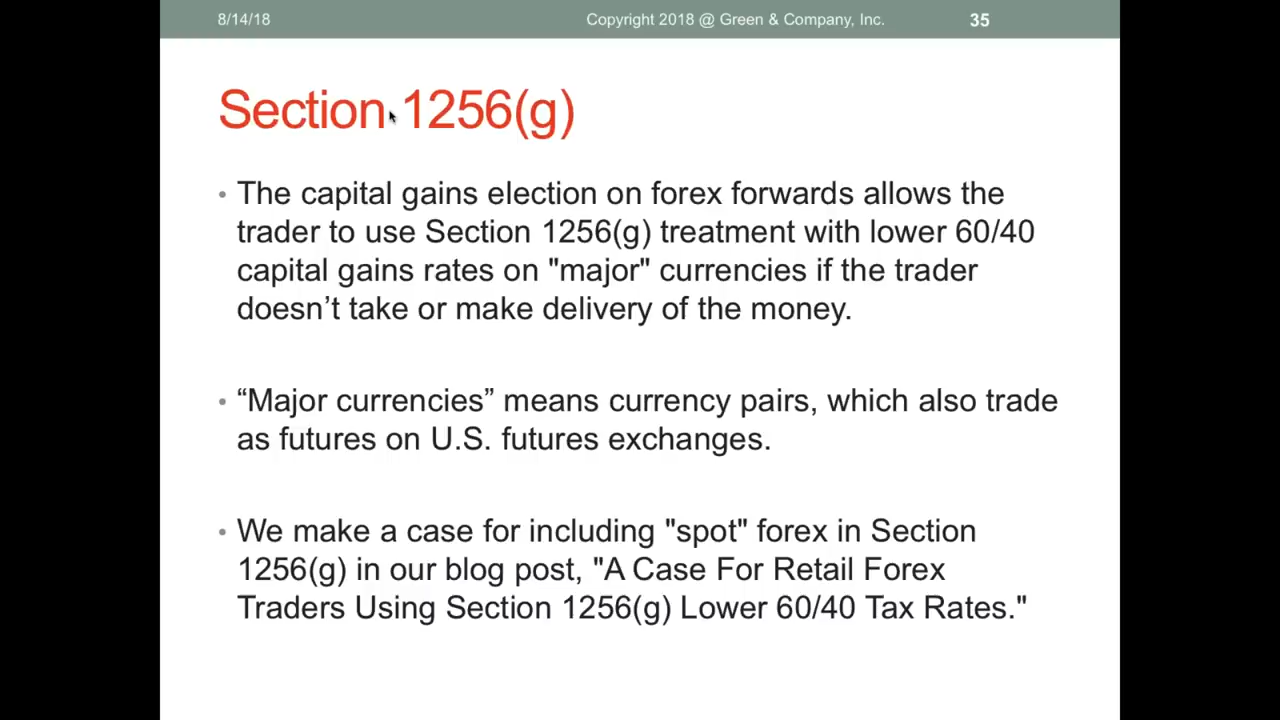 8/14/18 Copyright 2018 @ Green & Company, Inc. 35
Section 1256(g)
• The capital gains election on forex forwards allows the
trader to use Section 1256(g) treatment with lower 60/40
capital gains rates on "major" currencies if the trader
doesn’t take or make delivery of the money.
• “Major currencies” means currency pairs, which also trade
as futures on U.S. futures exchanges.
• We make a case for including "spot" forex in Section
1256(g) in our blog post, "A Case For Retail Forex
Traders Using Section 1256(g) Lower 60/40 Tax Rates."